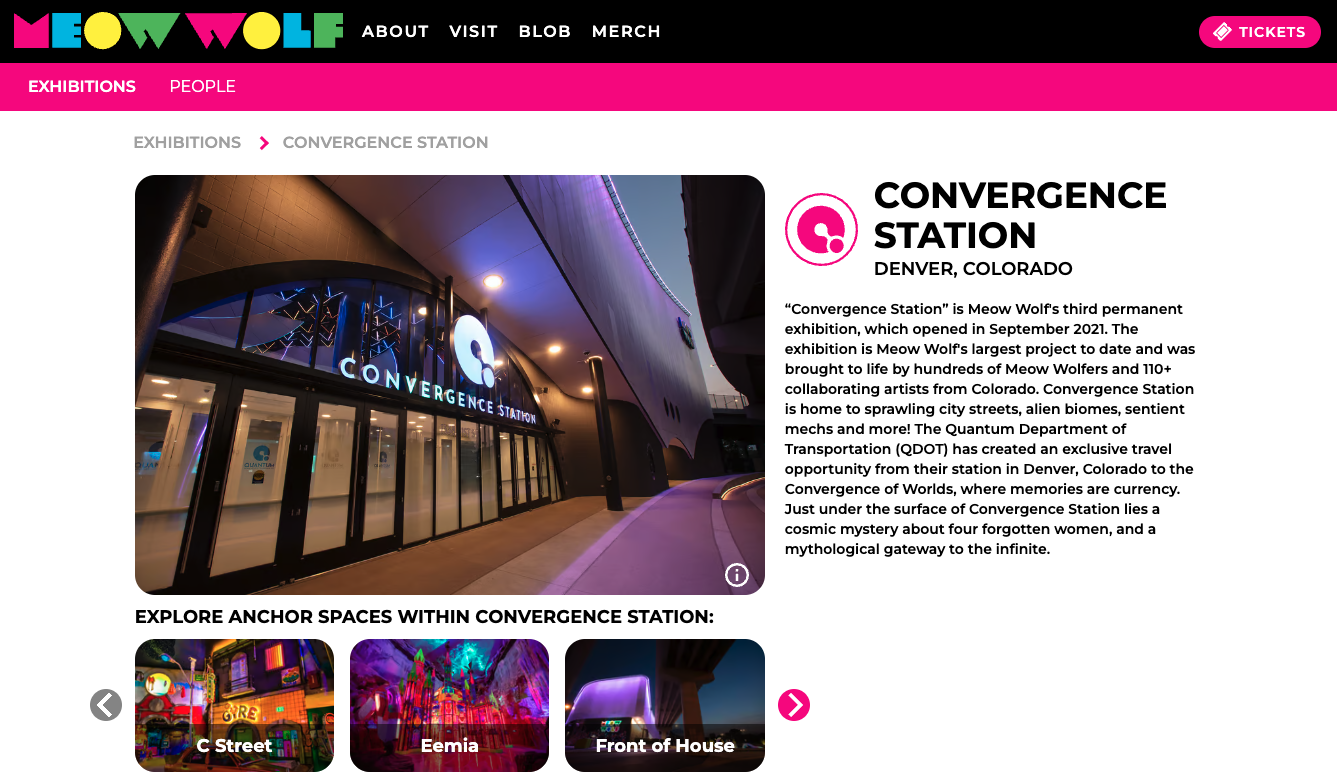 MEOW WOLF ABOUT VISIT BLOB MERCH TICKETS
EXHIBITIONS PEOPLE
EXHIBITIONS CONVERGENCE STATION
CONVERGENCE STATION
QUANTUM
CONVERGENCE
STATION
DENVER, COLORADO
“Convergence Station” is Meow Wolf's third permanent
exhibition, which opened in September 2021. The
exhibition is Meow Wolf's largest project to date and was
brought to life by hundreds of Meow Wolfers and 110+
collaborating artists from Colorado. Convergence Station
is home to sprawling city streets, alien biomes, sentient
mechs and more! The Quantum Department of
Transportation (QDOT) has created an exclusive travel
opportunity from their station in Denver, Colorado to the
Convergence of Worlds, where memories are currency.
Just under the surface of Convergence Station lies a
cosmic mystery about four forgotten women, and a
mythological gateway to the infinite.
EXPLORE ANCHOR SPACES WITHIN CONVERGENCE STATION:
GYRE
C Street
Eemia
MEOW
WOLF
Front of House